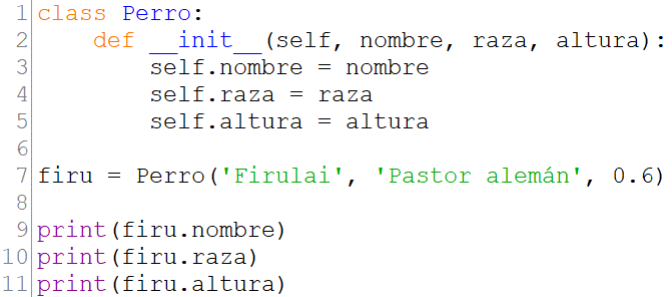 1 class Perro:
2     def __init__(self, nombre, raza, altura):
3         self.nombre = nombre
4         self.raza = raza
5         self.altura = altura
6
7 firu = Perro('Firulai', 'Pastor alemán', 0.6)
8
9 print(firu.nombre)
10 print(firu.raza)
11 print(firu.altura)